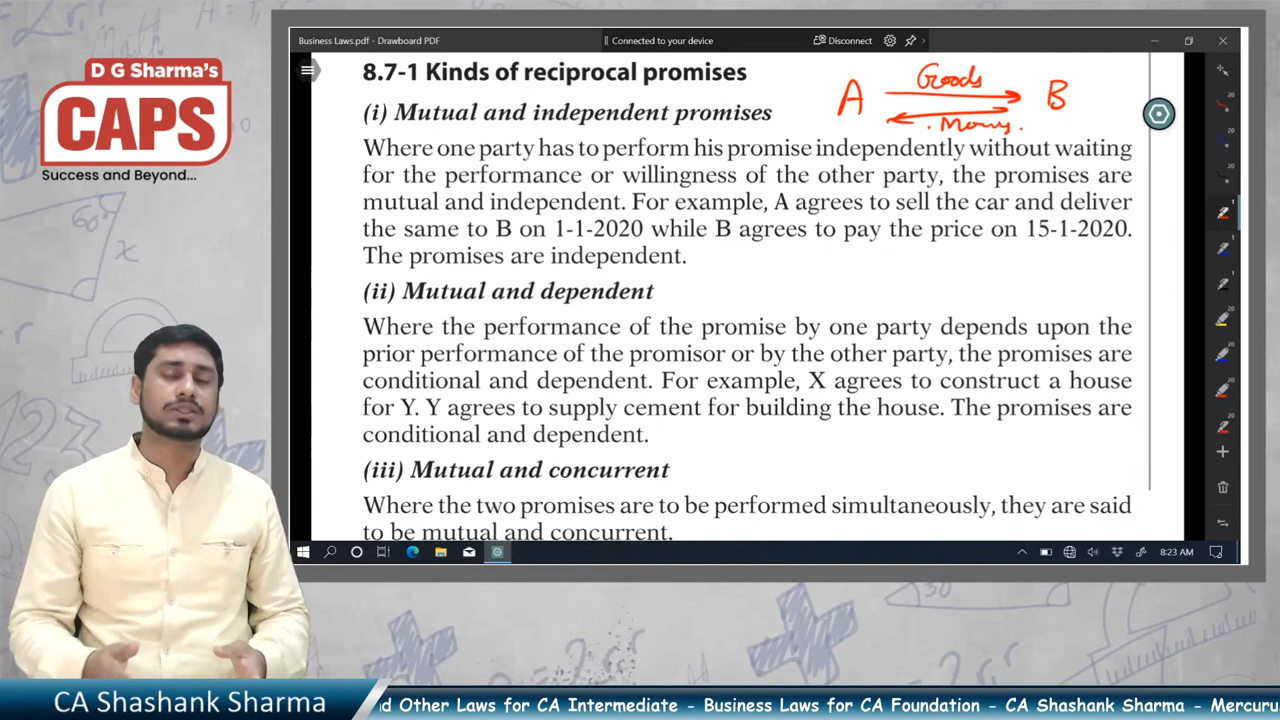 D G Sharma's
CAPS
Success and Beyond...
Business Laws.pdf - Drawboard PDF
Connected to your device
Disconnect
8.7-1 Kinds of reciprocal promises
A Goods B
Money
(i) Mutual and independent promises
Where one party has to perform his promise independently without waiting
for the performance or willingness of the other party, the promises are
mutual and independent. For example, A agrees to sell the car and deliver
the same to B on 1-1-2020 while B agrees to pay the price on 15-1-2020.
The promises are independent.
(ii) Mutual and dependent
Where the performance of the promise by one party depends upon the
prior performance of the promisor or by the other party, the promises are
conditional and dependent. For example, X agrees to construct a house
for Y. Y agrees to supply cement for building the house. The promises are
conditional and dependent.
(iii) Mutual and concurrent
Where the two promises are to be performed simultaneously, they are said
to be mutual and concurrent.
8:23 AM
60°
x
123
30
CA Shashank Sharma
d Other Laws for CA Intermediate - Business Laws for CA Foundation - CA Shashank Sharma - Mercuru